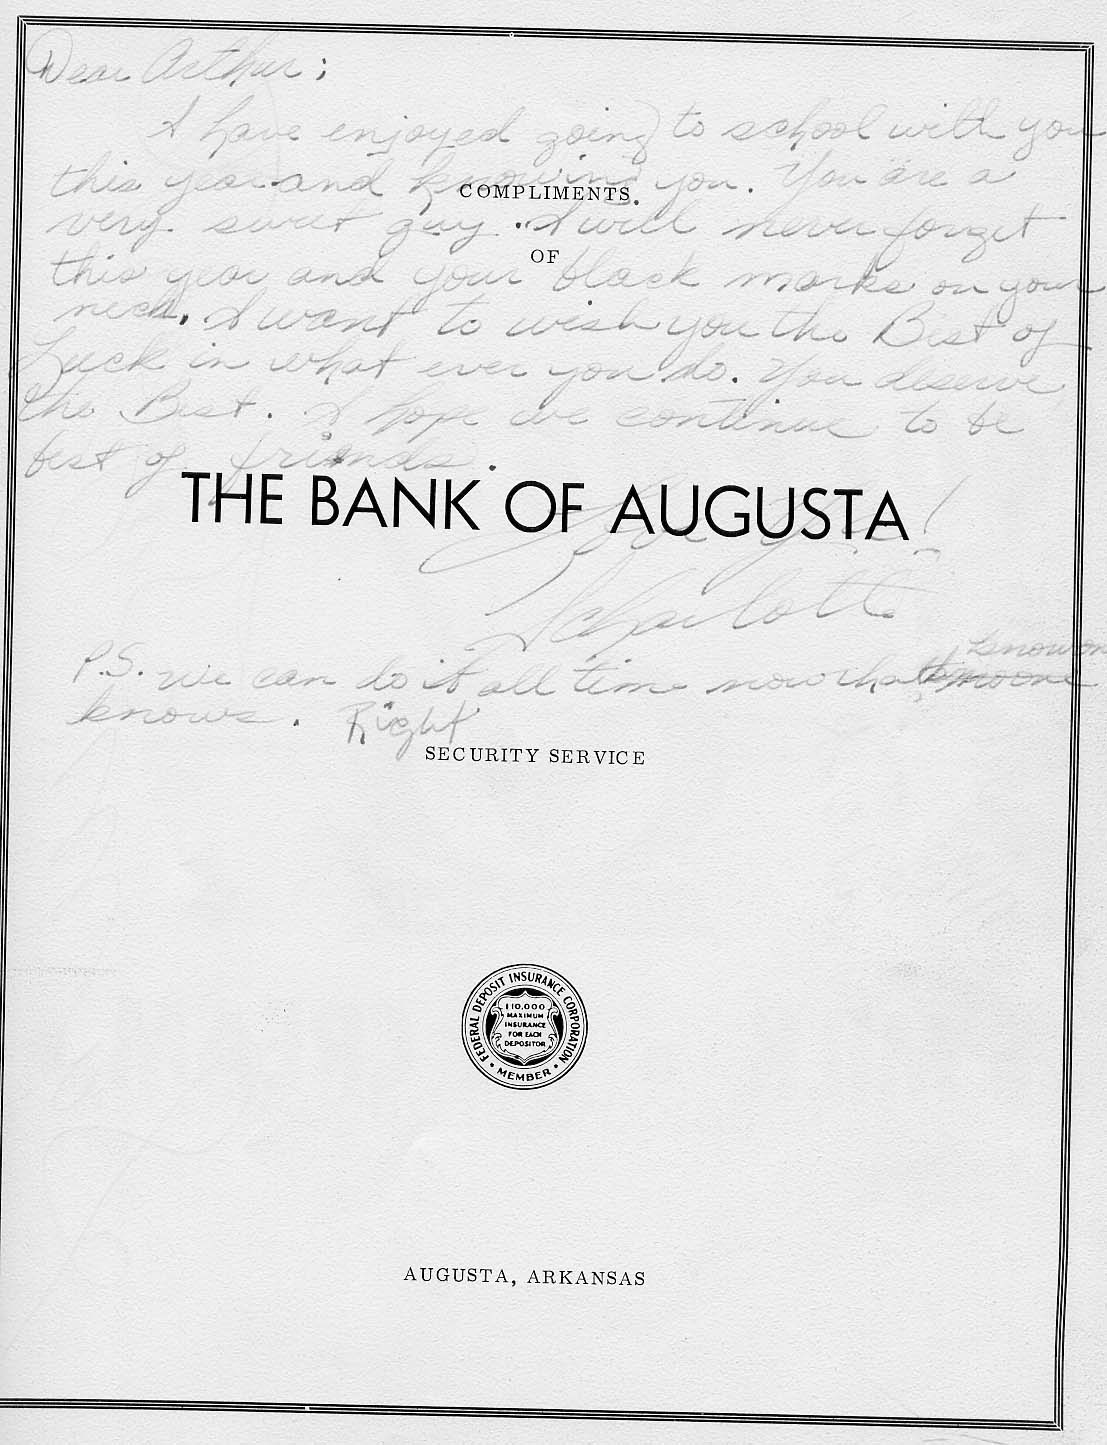 Dear Arthur;
I have enjoyed going to school with you
this year and knowing you. You are a
very sweet guy. I will never forget
this year and your black marks on your
neck. I want to wish you the Best of
Luck in what ever you do. You deserve
the Best. I hope we continue to be
best of friends.
COMPLIMENTS
OF
THE BANK OF AUGUSTA
Love Ya!
Scharlotte
P.S. we can do it all time now that
knows. Right
SECURITY SERVICE
FEDERAL DEPOSIT INSURANCE CORPORATION
$10,000
MAXIMUM
INSURANCE
FOR EACH
DEPOSITOR
• MEMBER •
AUGUSTA, ARKANSAS